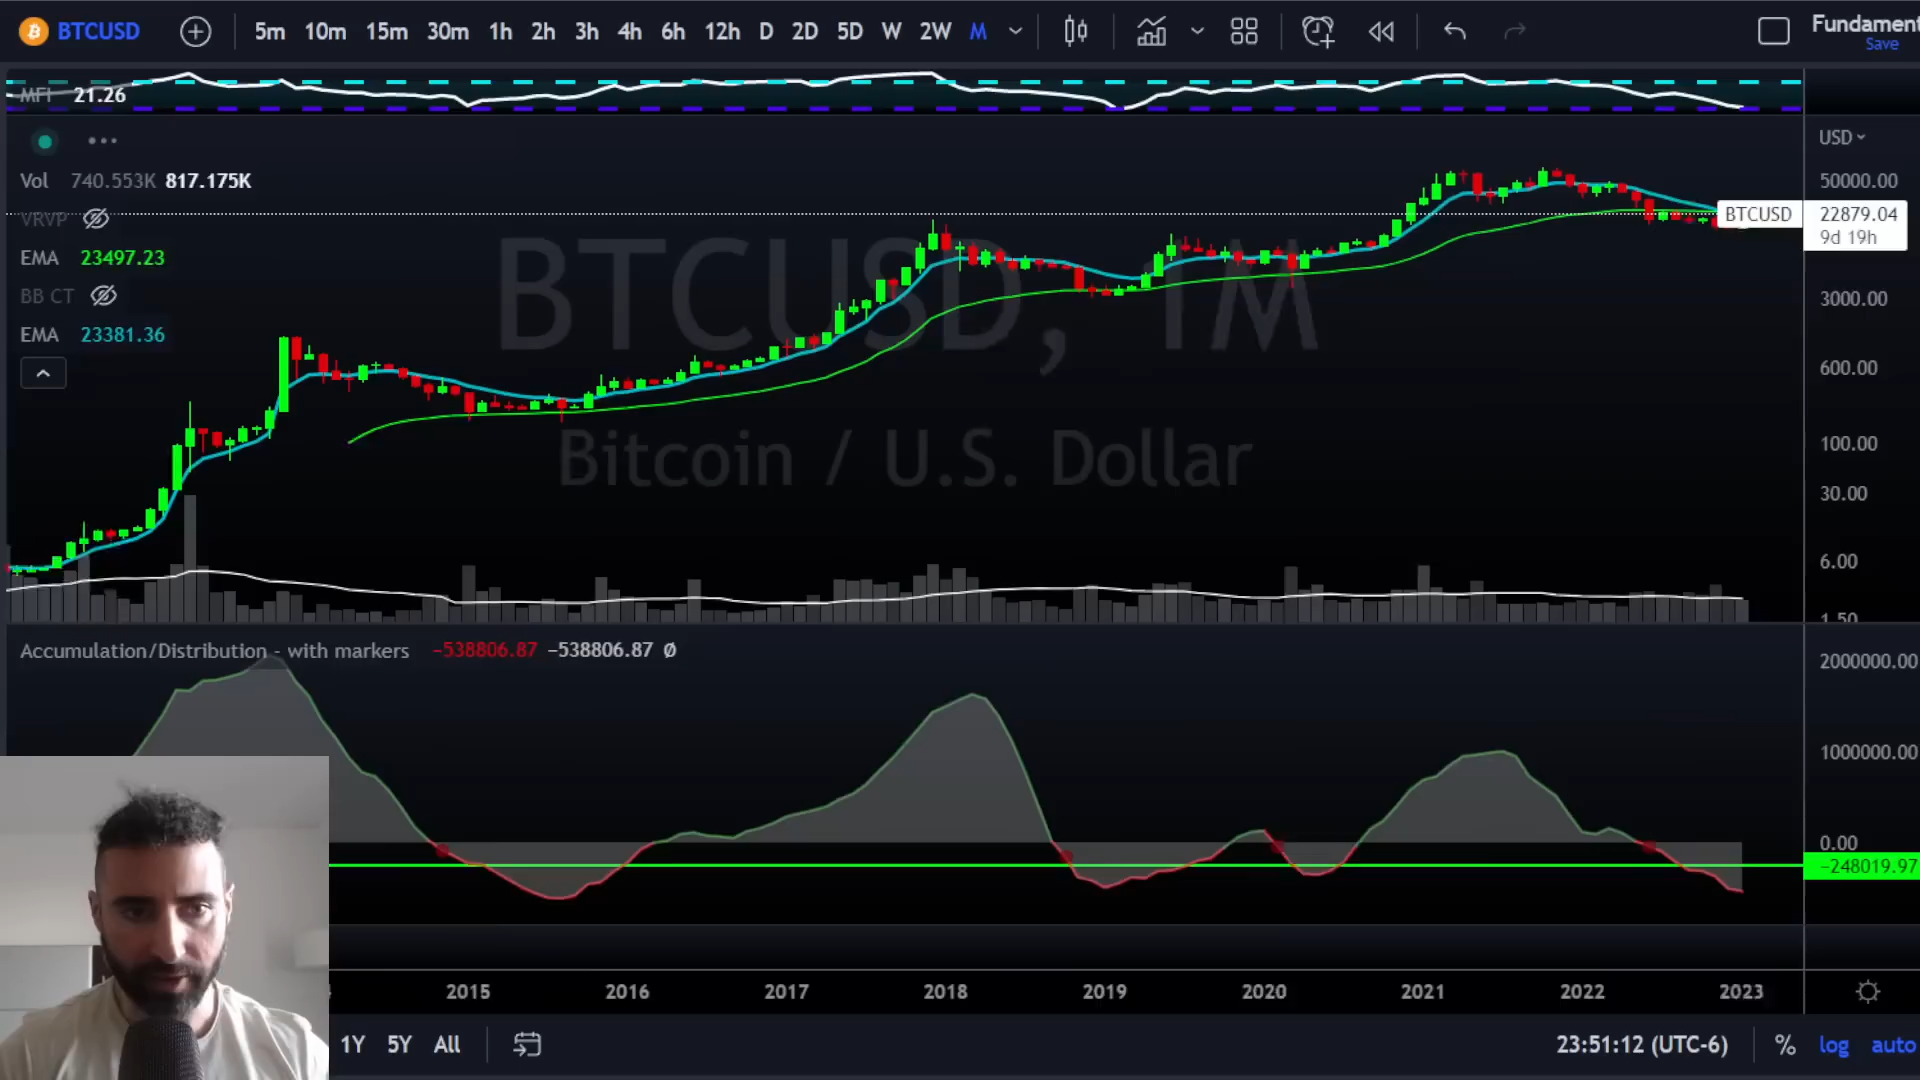 BTCUSD 5m 10m 15m 30m 1h 2h 3h 4h 6h 12h D 2D 5D W 2W M Fundament
Save
MFI 21.26
USD
Vol 740.553K 817.175K
50000.00
VRVP
BTCUSD 22879.04
9d 19h
EMA 23497.23
BB CT
3000.00
EMA 23381.36
600.00
BTCUSD, 1M
100.00
Bitcoin / U.S. Dollar
30.00
6.00
1.50
Accumulation/Distribution - with markers −538806.87 −538806.87 Ø
2000000.00
1000000.00
0.00
−248019.97
2015 2016 2017 2018 2019 2020 2021 2022 2023
1Y 5Y All 23:51:12 (UTC-6) % log auto